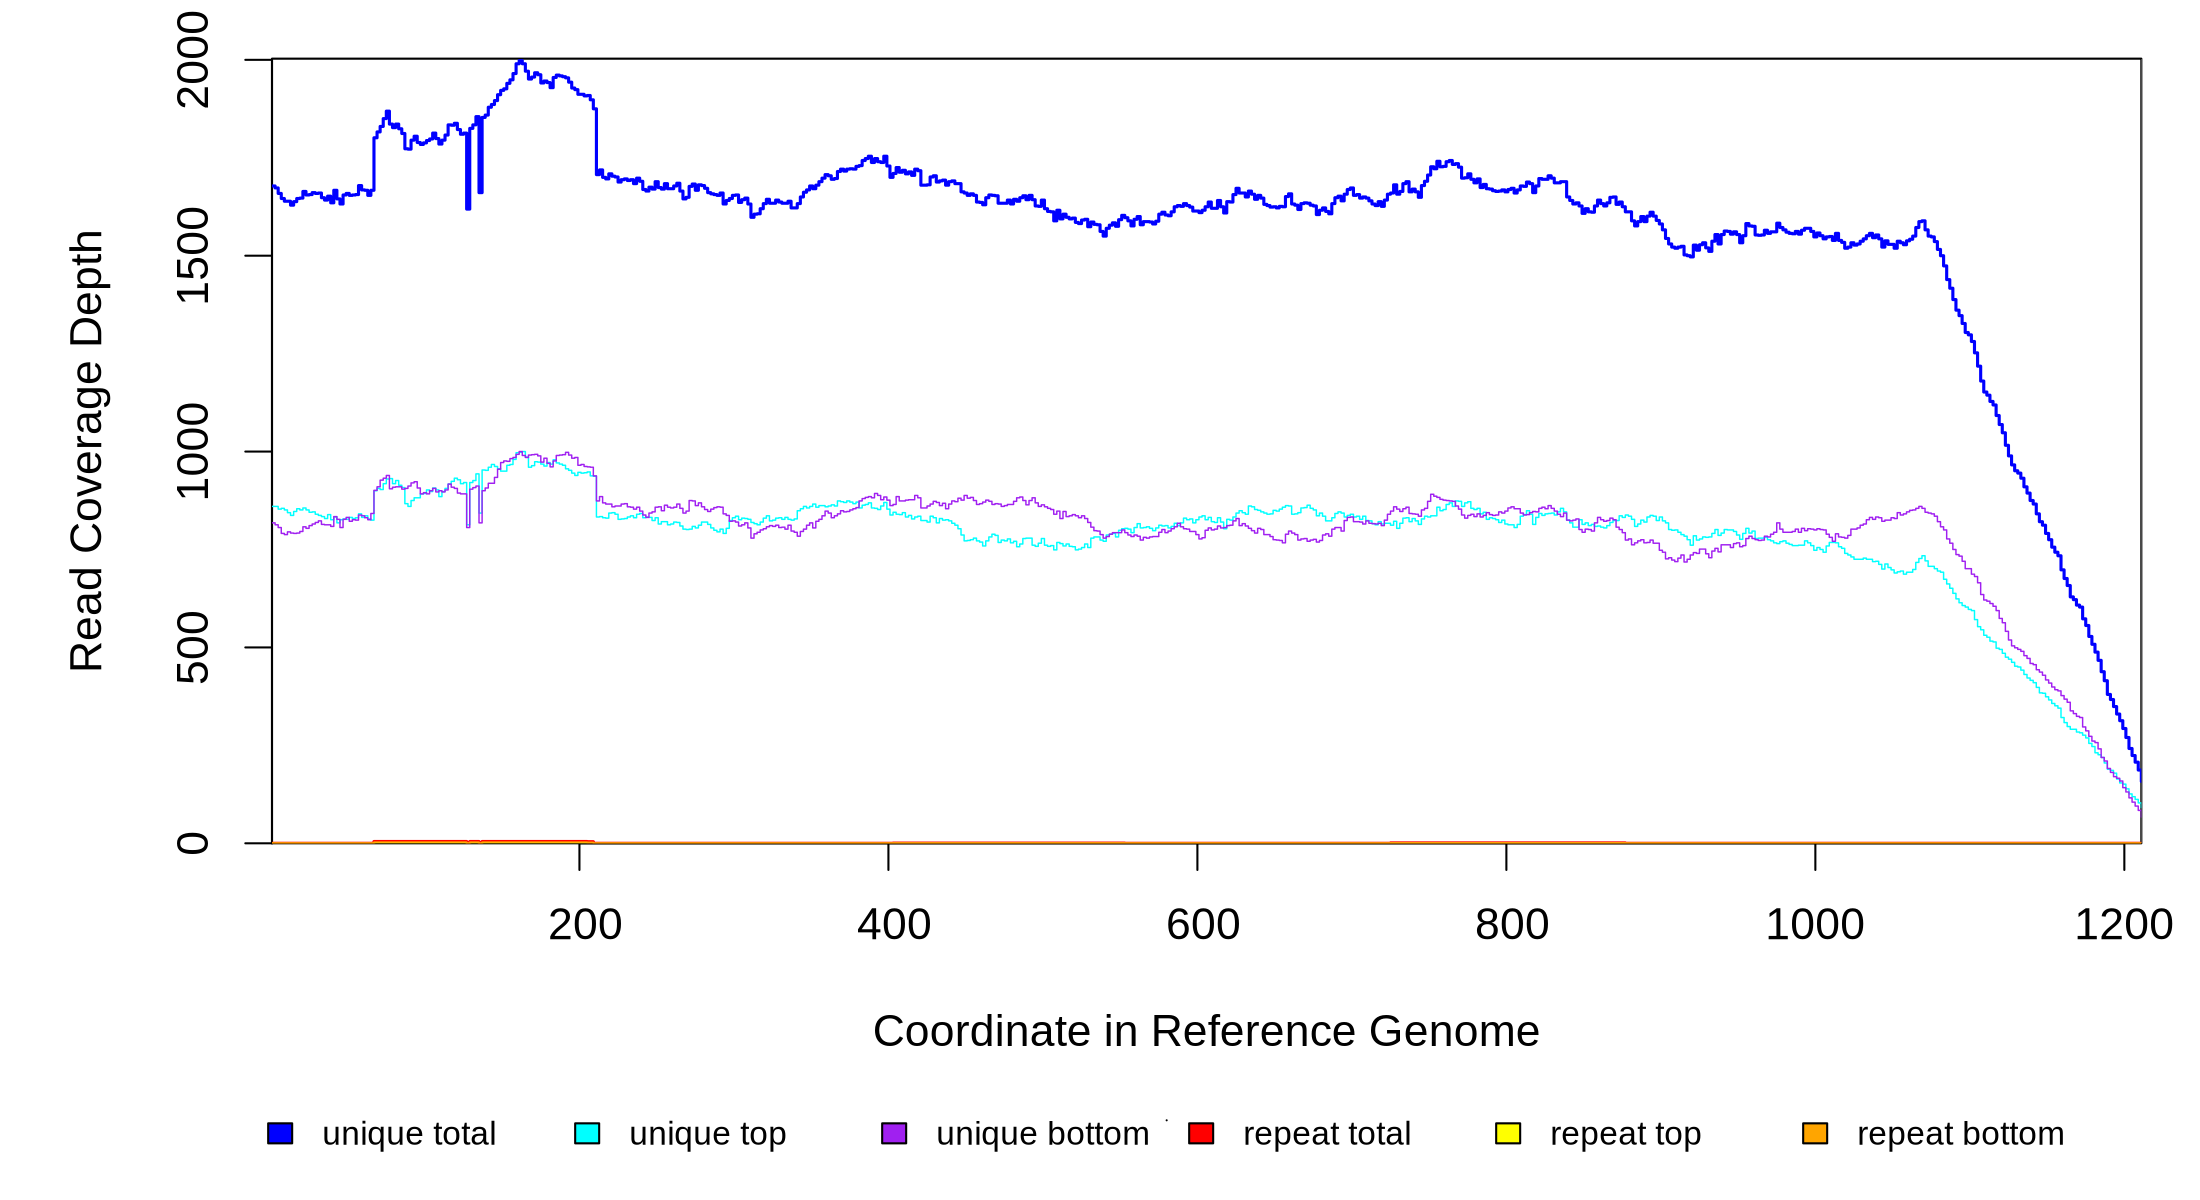 2000
1500
1000
500
0
Read Coverage Depth
200 400 600 800 1000 1200
Coordinate in Reference Genome
unique total unique top unique bottom repeat total repeat top repeat bottom